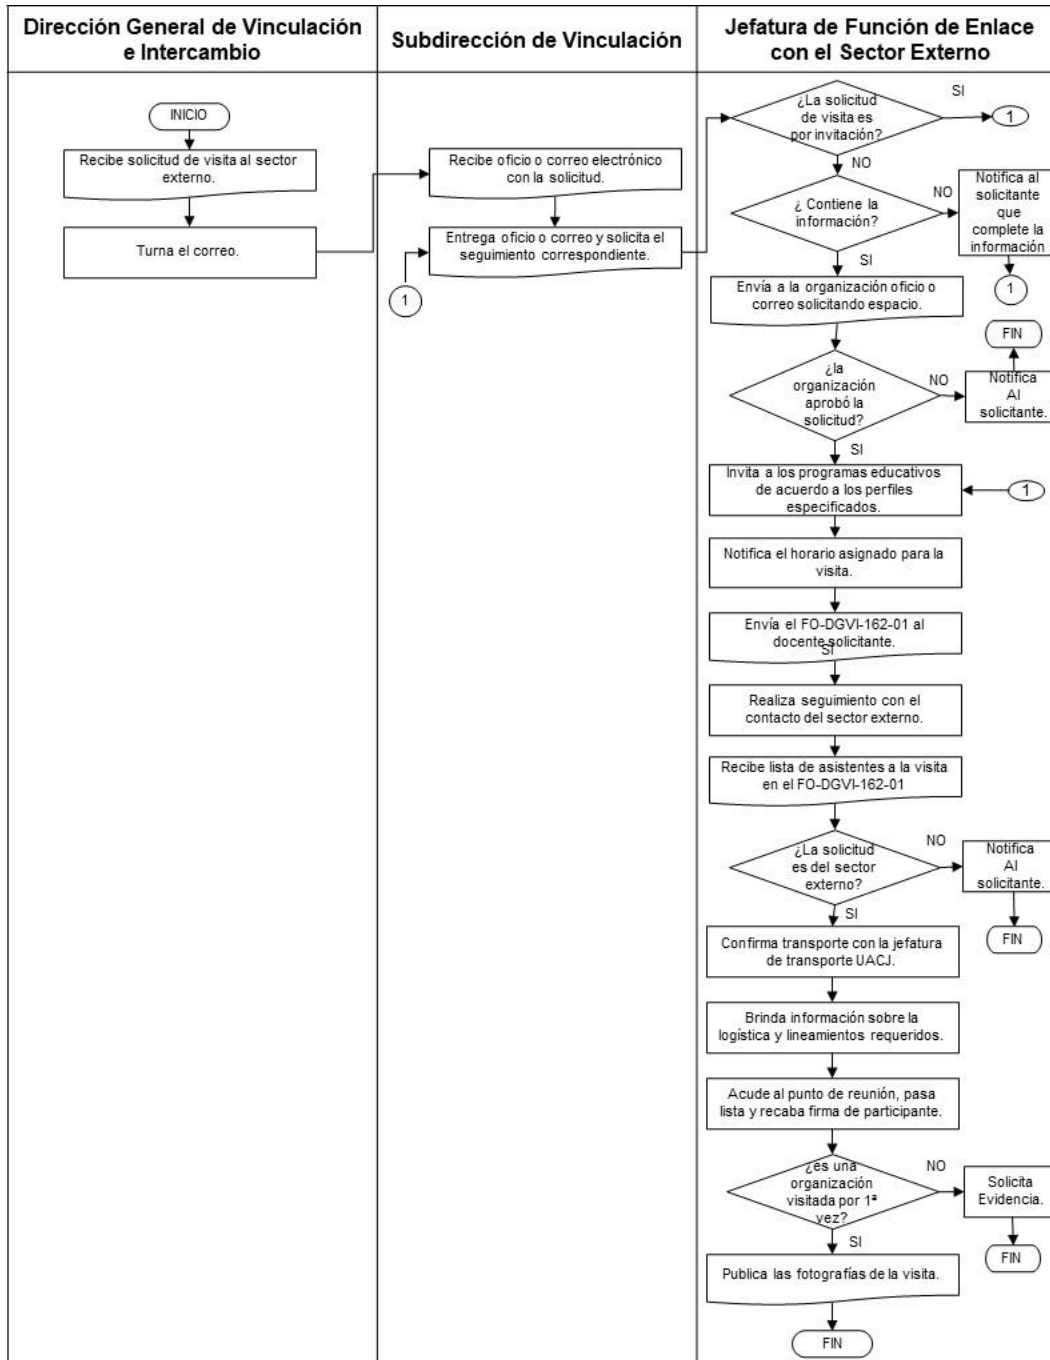 Dirección General de Vinculación
e Intercambio
Subdirección de Vinculación
Jefatura de Función de Enlace
con el Sector Externo
INICIO
Recibe solicitud de visita al sector
externo.
Turna el correo.
Recibe oficio o correo electrónico
con la solicitud.
Entrega oficio o correo y solicita el
seguimiento correspondiente.
1
¿La solicitud
de visita es
por invitación?
SI
1
NO
¿ Contiene la
información?
NO
Notifica al
solicitante
que
complete la
información
1
SI
Envía a la organización oficio o
correo solicitando espacio.
¿la
organización
aprobó la
solicitud?
NO
Notifica
Al
solicitante.
FIN
SI
Invita a los programas educativos
de acuerdo a los perfiles
especificados.
1
Notifica el horario asignado para la
visita.
Envía el FO-DGVI-162-01 al
docente solicitante.
SI
Realiza seguimiento con el
contacto del sector externo.
Recibe lista de asistentes a la visita
en el FO-DGVI-162-01
¿La solicitud
es del sector
externo?
NO
Notifica
Al
solicitante.
FIN
SI
Confirma transporte con la jefatura
de transporte UACJ.
Brinda información sobre la
logística y lineamientos requeridos.
Acude al punto de reunión, pasa
lista y recaba firma de participante.
¿es una
organización
visitada por 1ª
vez?
NO
Solicita
Evidencia.
FIN
SI
Publica las fotografías de la visita.
FIN